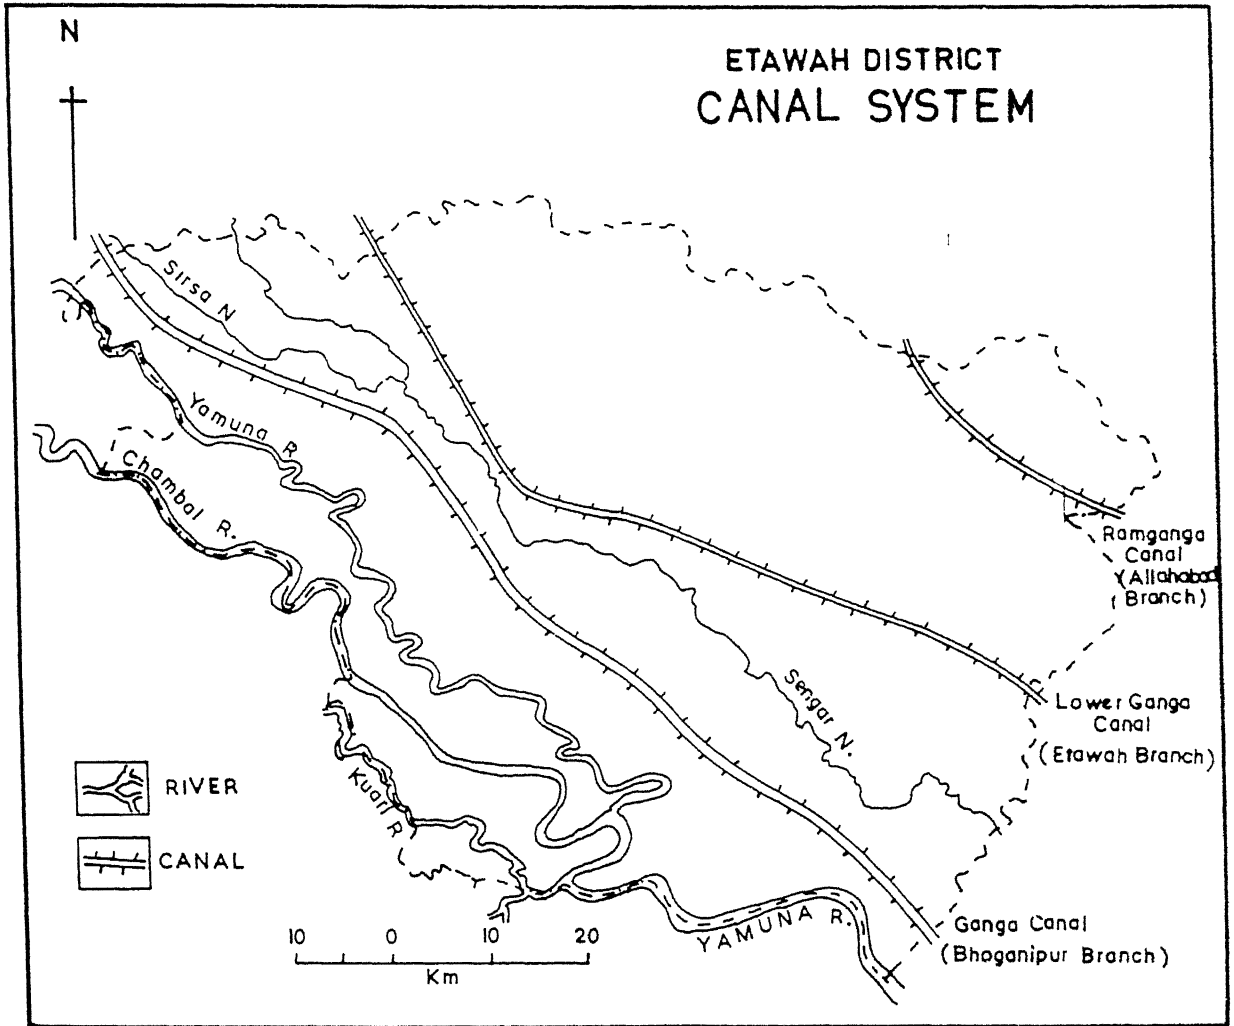 N
ETAWAH DISTRICT
CANAL SYSTEM
Sirsa N
Yamuna R
Chambal R.
Ramganga
Canal
(Allahabad
Branch)
Sengar N.
Lower Ganga
Canal
(Etawah Branch)
RIVER
Kuari R
CANAL
Ganga Canal
(Bhoganipur Branch)
YAMUNA R.
10 0 10 20
Km